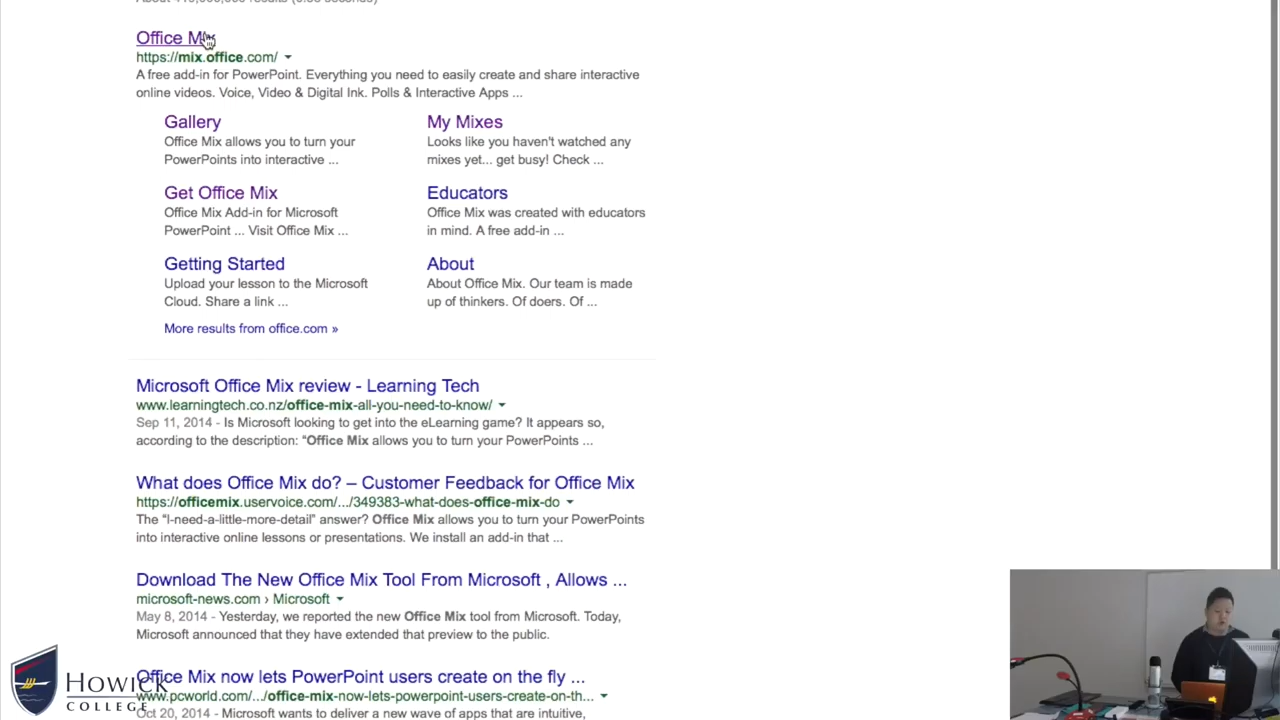 Office Mix
https://mix.office.com/
A free add-in for PowerPoint. Everything you need to easily create and share interactive
online videos. Voice, Video & Digital Ink. Polls & Interactive Apps ...
Gallery
Office Mix allows you to turn your
PowerPoints into interactive ...
My Mixes
Looks like you haven't watched any
mixes yet... get busy! Check ...
Get Office Mix
Office Mix Add-in for Microsoft
PowerPoint ... Visit Office Mix ...
Educators
Office Mix was created with educators
in mind. A free add-in ...
Getting Started
Upload your lesson to the Microsoft
Cloud. Share a link ...
About
About Office Mix. Our team is made
up of thinkers. Of doers. Of ...
More results from office.com »
Microsoft Office Mix review - Learning Tech
www.learningtech.co.nz/office-mix-all-you-need-to-know/
Sep 11, 2014 - Is Microsoft looking to get into the eLearning game? It appears so,
according to the description: "Office Mix allows you to turn your PowerPoints ...
What does Office Mix do? – Customer Feedback for Office Mix
https://officemix.uservoice.com/.../349383-what-does-office-mix-do
The "I-need-a-little-more-detail" answer? Office Mix allows you to turn your PowerPoints
into interactive online lessons or presentations. We install an add-in that ...
Download The New Office Mix Tool From Microsoft , Allows ...
microsoft-news.com › Microsoft
May 8, 2014 - Yesterday, we reported the new Office Mix tool from Microsoft. Today,
Microsoft announced that they have extended that preview to the public.
Office Mix now lets PowerPoint users create on the fly ...
www.pcworld.com/.../office-mix-now-lets-powerpoint-users-create-on-th...
Oct 20, 2014 - Microsoft wants to deliver a new wave of apps that are intuitive,
HOWICK
COLLEGE